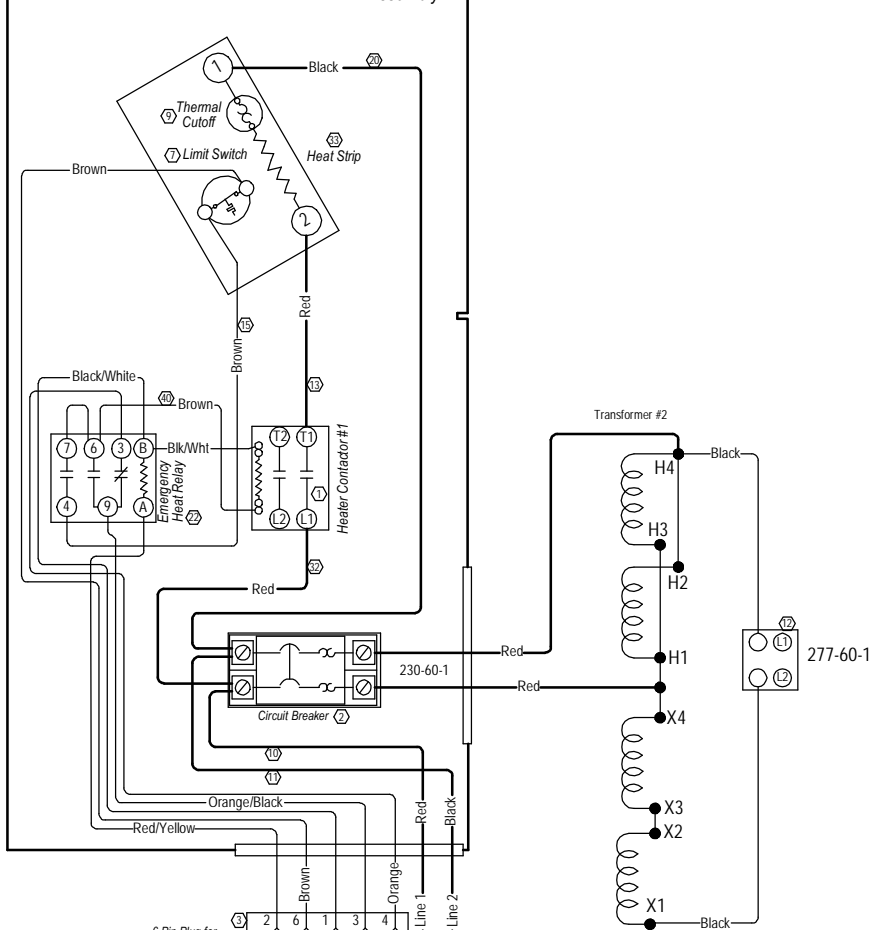 1
Black
20
9
Thermal
Cutoff
33
7
Limit Switch
Heat Strip
Brown
2
Red
15
Brown
13
Black/White
40
Brown
Transformer #2
7
6
3
B
Blk/Wht
T2
T1
Heater Contactor #1
1
4
9
A
Emergency
Heat Relay
22
L2
L1
32
Red
H4
Black
H3
H2
H1
12
L1
L2
277-60-1
Red
230-60-1
Red
Circuit Breaker
2
X4
10
11
Orange/Black
Red/Yellow
Red
Black
X3
X2
Brown
Orange
Line 1
Line 2
X1
Black
3
2
6
1
3
4
6 Pin Plug for